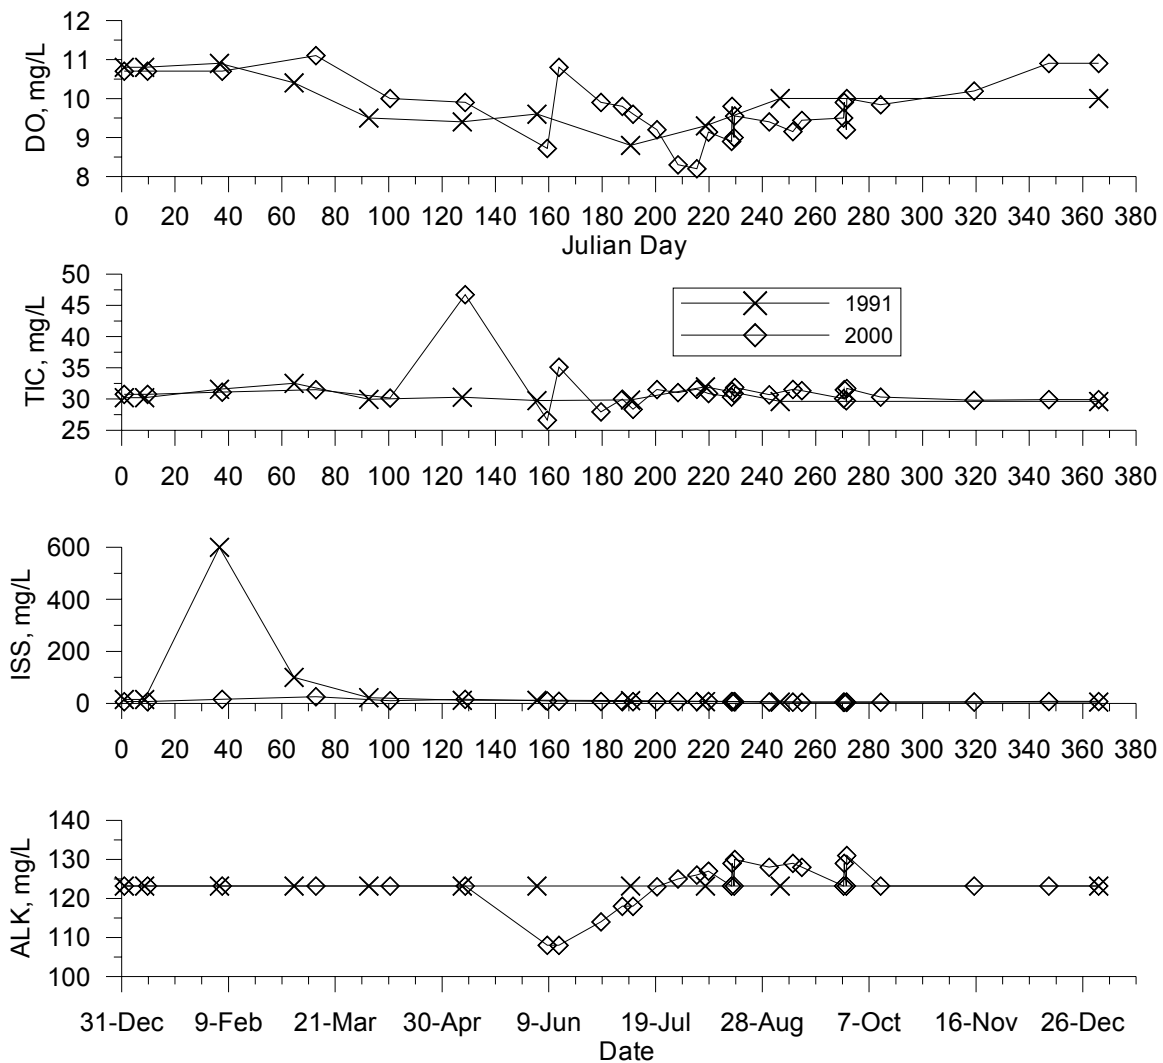 DO, mg/L
12
11
10
9
8
0 20 40 60 80 100 120 140 160 180 200 220 240 260 280 300 320 340 360 380
Julian Day
TIC, mg/L
50
45
40
35
30
25
1991
2000
0 20 40 60 80 100 120 140 160 180 200 220 240 260 280 300 320 340 360 380
ISS, mg/L
600
400
200
0
0 20 40 60 80 100 120 140 160 180 200 220 240 260 280 300 320 340 360 380
ALK, mg/L
140
130
120
110
100
31-Dec 9-Feb 21-Mar 30-Apr 9-Jun 19-Jul 28-Aug 7-Oct 16-Nov 26-Dec
Date